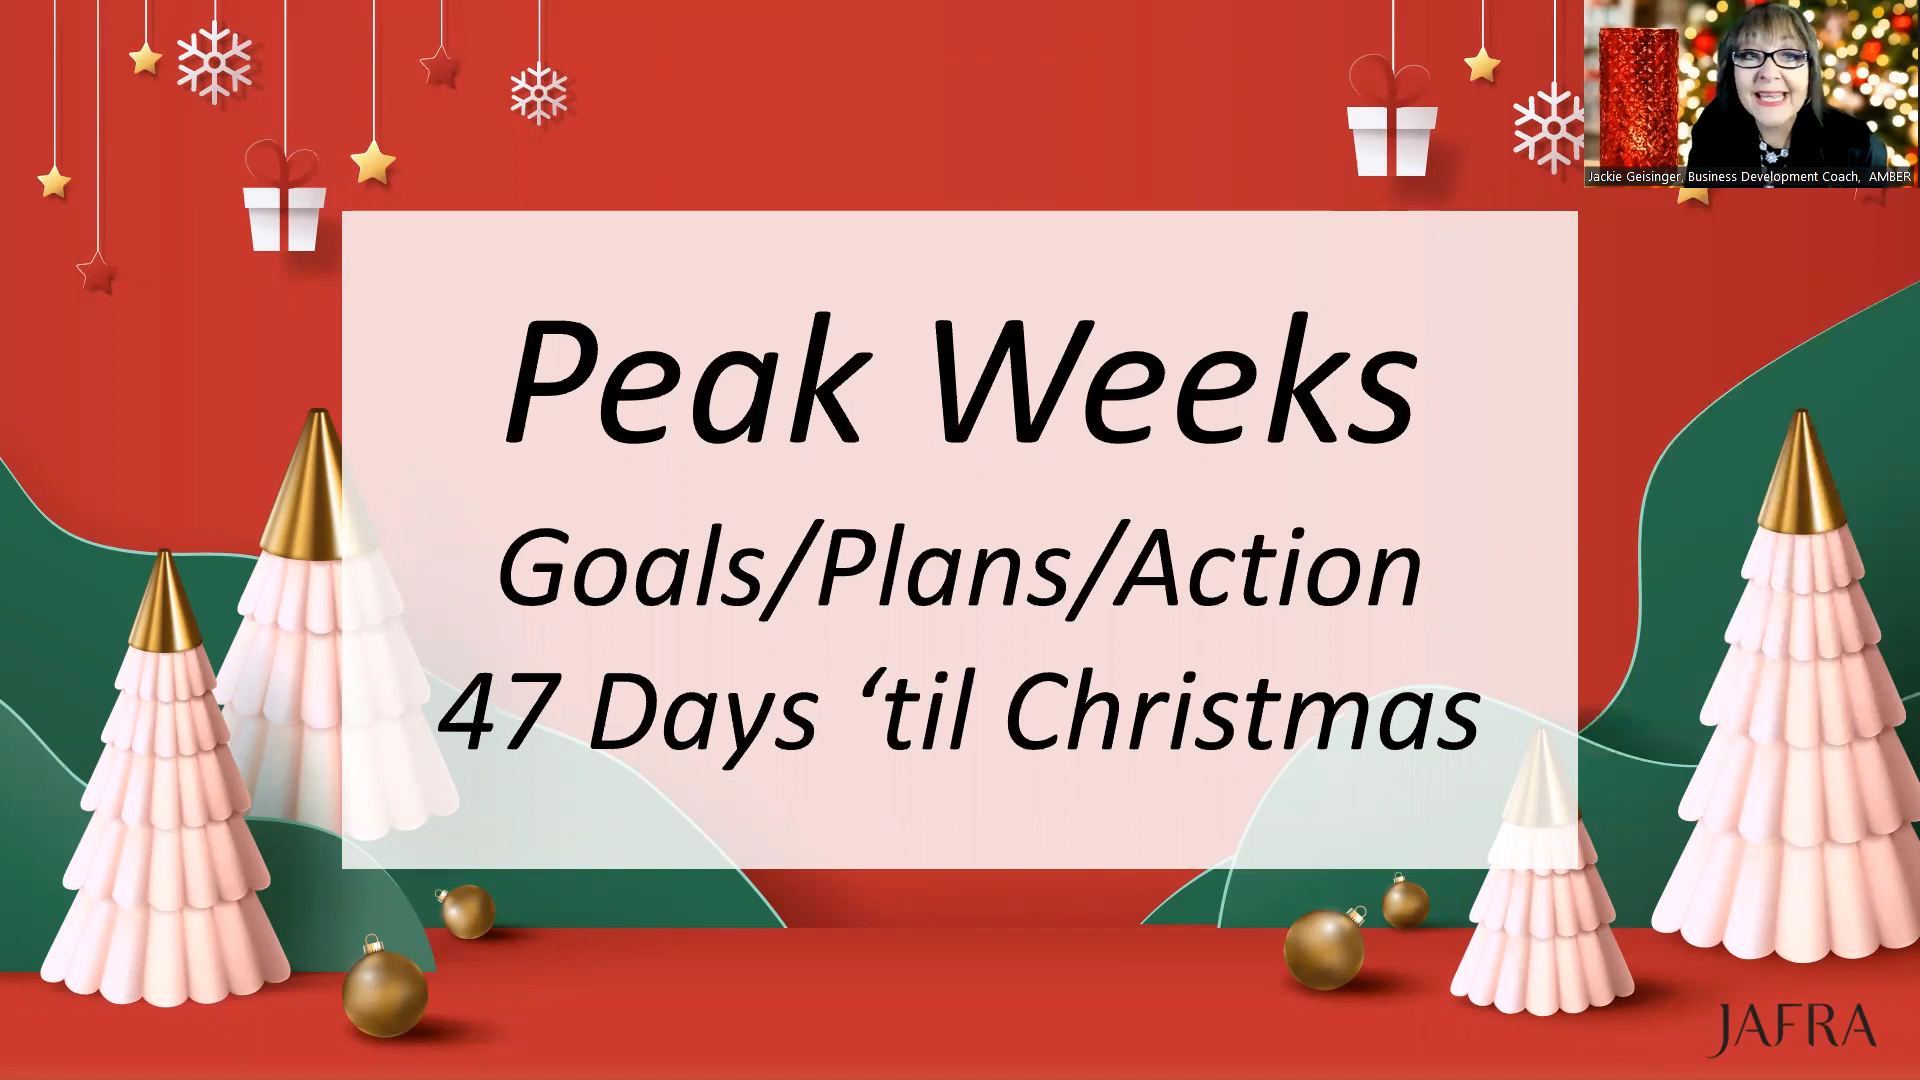 Jackie Geisinger, Business Development Coach, AMBER
Peak Weeks
Goals/Plans/Action
47 Days ‘til Christmas
JAFRA